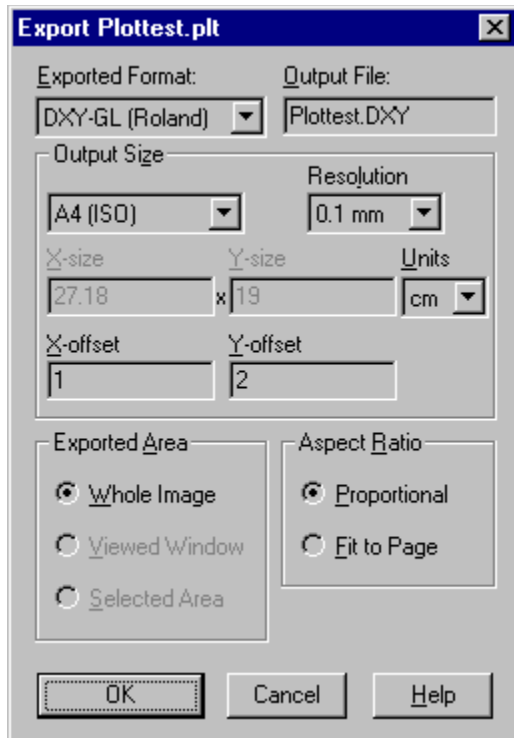 Export Plottest.plt
Exported Format:
Output File:
DXY-GL (Roland)
Plottest.DXY
Output Size
Resolution
A4 (ISO)
0.1 mm
X-size
Y-size
Units
27.18
x
19
cm
X-offset
Y-offset
1
2
Exported Area
Aspect Ratio
Whole Image
Proportional
Viewed Window
Fit to Page
Selected Area
OK
Cancel
Help